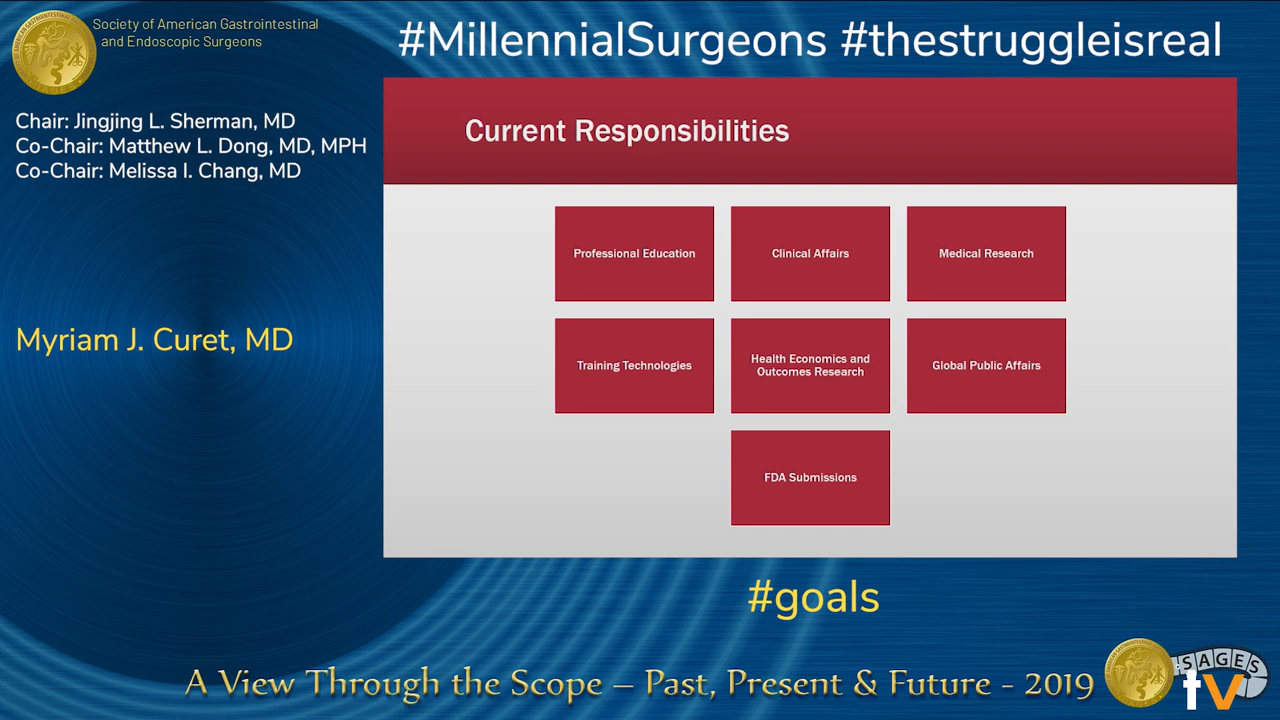 Society of American Gastrointestinal
and Endoscopic Surgeons
#MillennialSurgeons #thestruggleisreal
Chair: Jingjing L. Sherman, MD
Co-Chair: Matthew L. Dong, MD, MPH
Co-Chair: Melissa I. Chang, MD
Myriam J. Curet, MD
Current Responsibilities
Professional Education
Clinical Affairs
Medical Research
Training Technologies
Health Economics and
Outcomes Research
Global Public Affairs
FDA Submissions
#goals
A View Through the Scope – Past, Present & Future - 2019
SAGES
tv